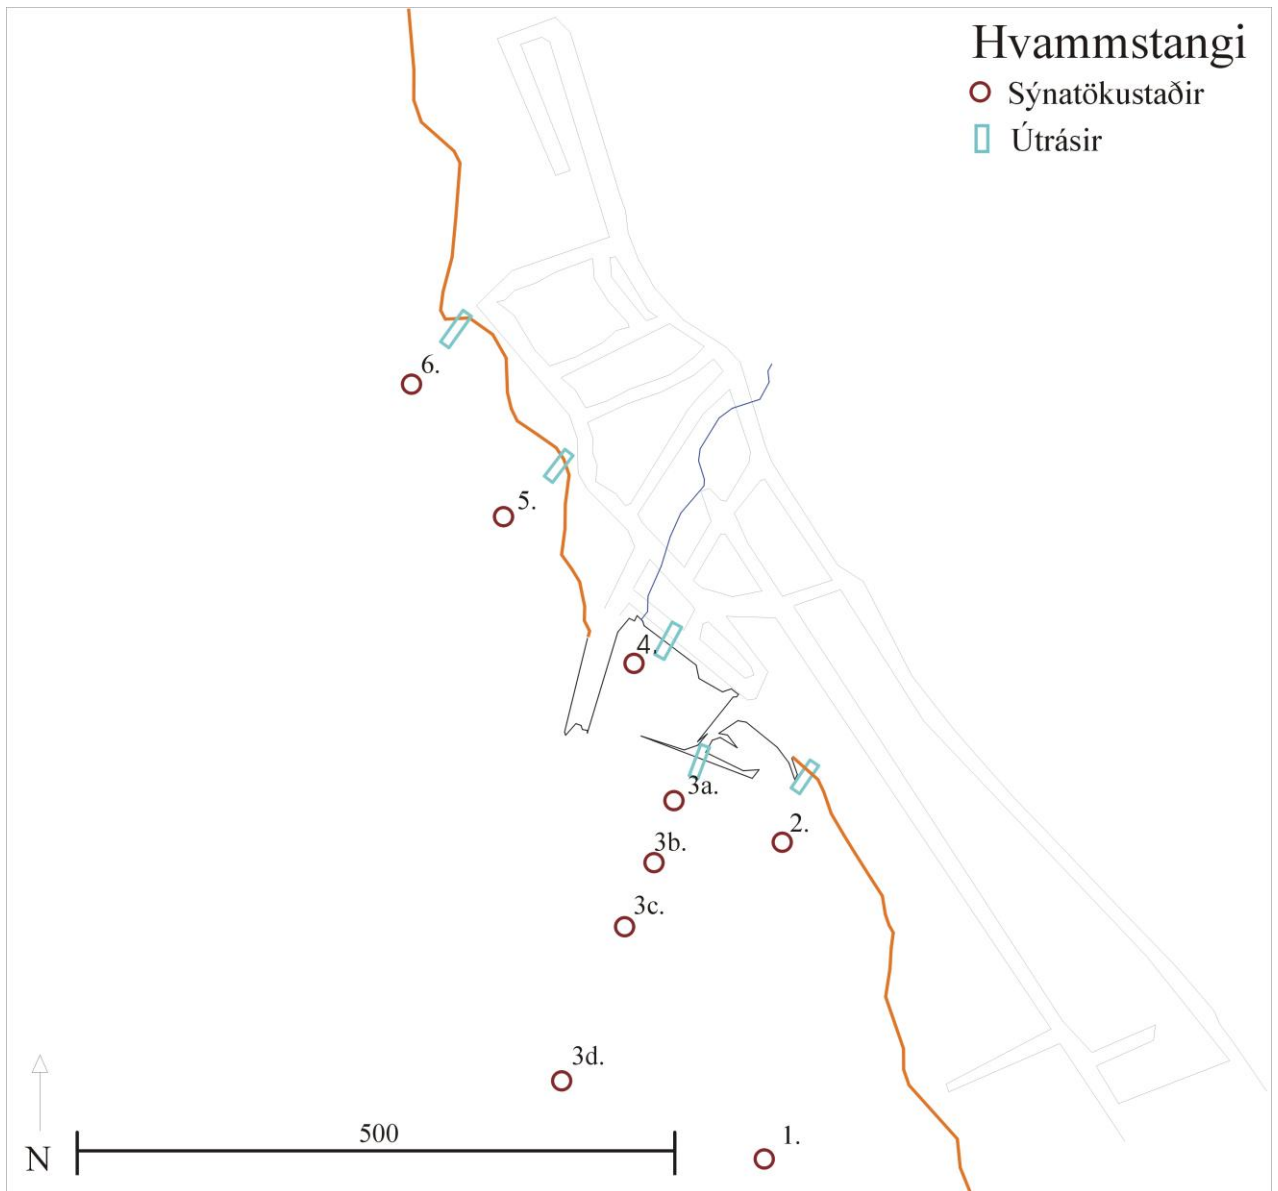 Hvammstangi
Sýnatökustaðir
Útrásir
6.
5.
4.
3a.
2.
3b.
3c.
3d.
500
1.
N